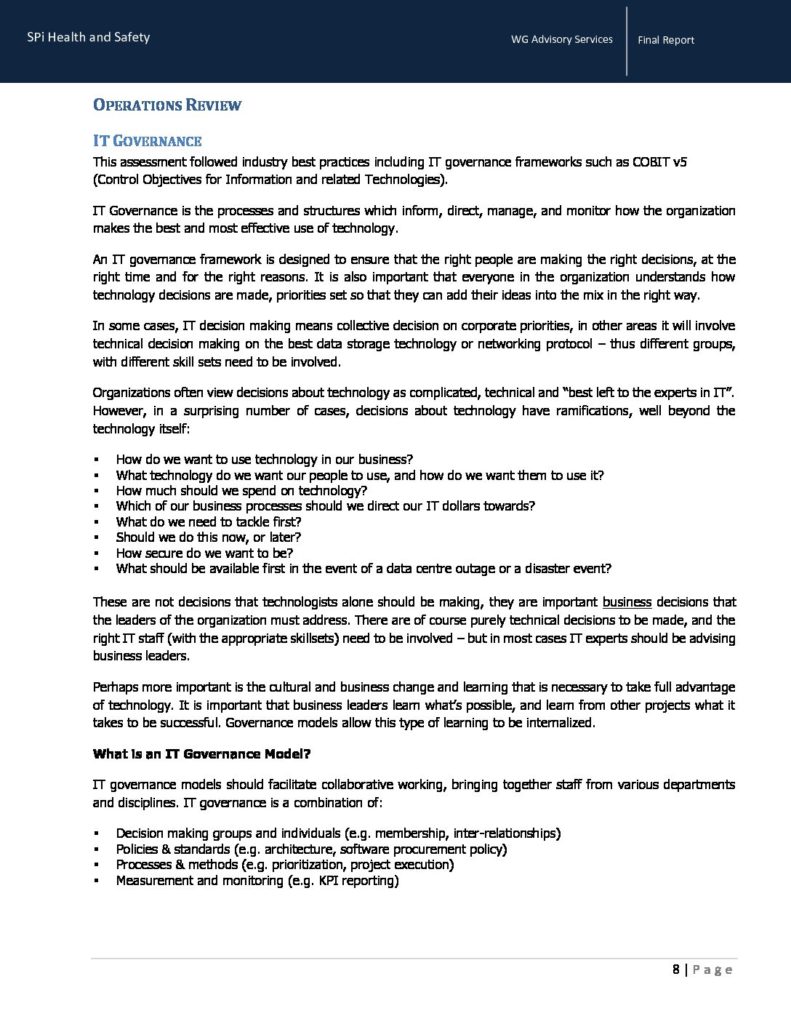 SPi Health and Safety
WG Advisory Services
Final Report
OPERATIONS REVIEW
IT GOVERNANCE
This assessment followed industry best practices including IT governance frameworks such as COBIT v5
(Control Objectives for Information and related Technologies).
IT Governance is the processes and structures which inform, direct, manage, and monitor how the organization
makes the best and most effective use of technology.
An IT governance framework is designed to ensure that the right people are making the right decisions, at the
right time and for the right reasons. It is also important that everyone in the organization understands how
technology decisions are made, priorities set so that they can add their ideas into the mix in the right way.
In some cases, IT decision making means collective decision on corporate priorities, in other areas it will involve
technical decision making on the best data storage technology or networking protocol – thus different groups,
with different skill sets need to be involved.
Organizations often view decisions about technology as complicated, technical and “best left to the experts in IT”.
However, in a surprising number of cases, decisions about technology have ramifications, well beyond the
technology itself:
▪ How do we want to use technology in our business?
▪ What technology do we want our people to use, and how do we want them to use it?
▪ How much should we spend on technology?
▪ Which of our business processes should we direct our IT dollars towards?
▪ What do we need to tackle first?
▪ Should we do this now, or later?
▪ How secure do we want to be?
▪ What should be available first in the event of a data centre outage or a disaster event?
These are not decisions that technologists alone should be making, they are important business decisions that
the leaders of the organization must address. There are of course purely technical decisions to be made, and the
right IT staff (with the appropriate skillsets) need to be involved – but in most cases IT experts should be advising
business leaders.
Perhaps more important is the cultural and business change and learning that is necessary to take full advantage
of technology. It is important that business leaders learn what’s possible, and learn from other projects what it
takes to be successful. Governance models allow this type of learning to be internalized.
What is an IT Governance Model?
IT governance models should facilitate collaborative working, bringing together staff from various departments
and disciplines. IT governance is a combination of:
▪ Decision making groups and individuals (e.g. membership, inter-relationships)
▪ Policies & standards (e.g. architecture, software procurement policy)
▪ Processes & methods (e.g. prioritization, project execution)
▪ Measurement and monitoring (e.g. KPI reporting)
8 | Page